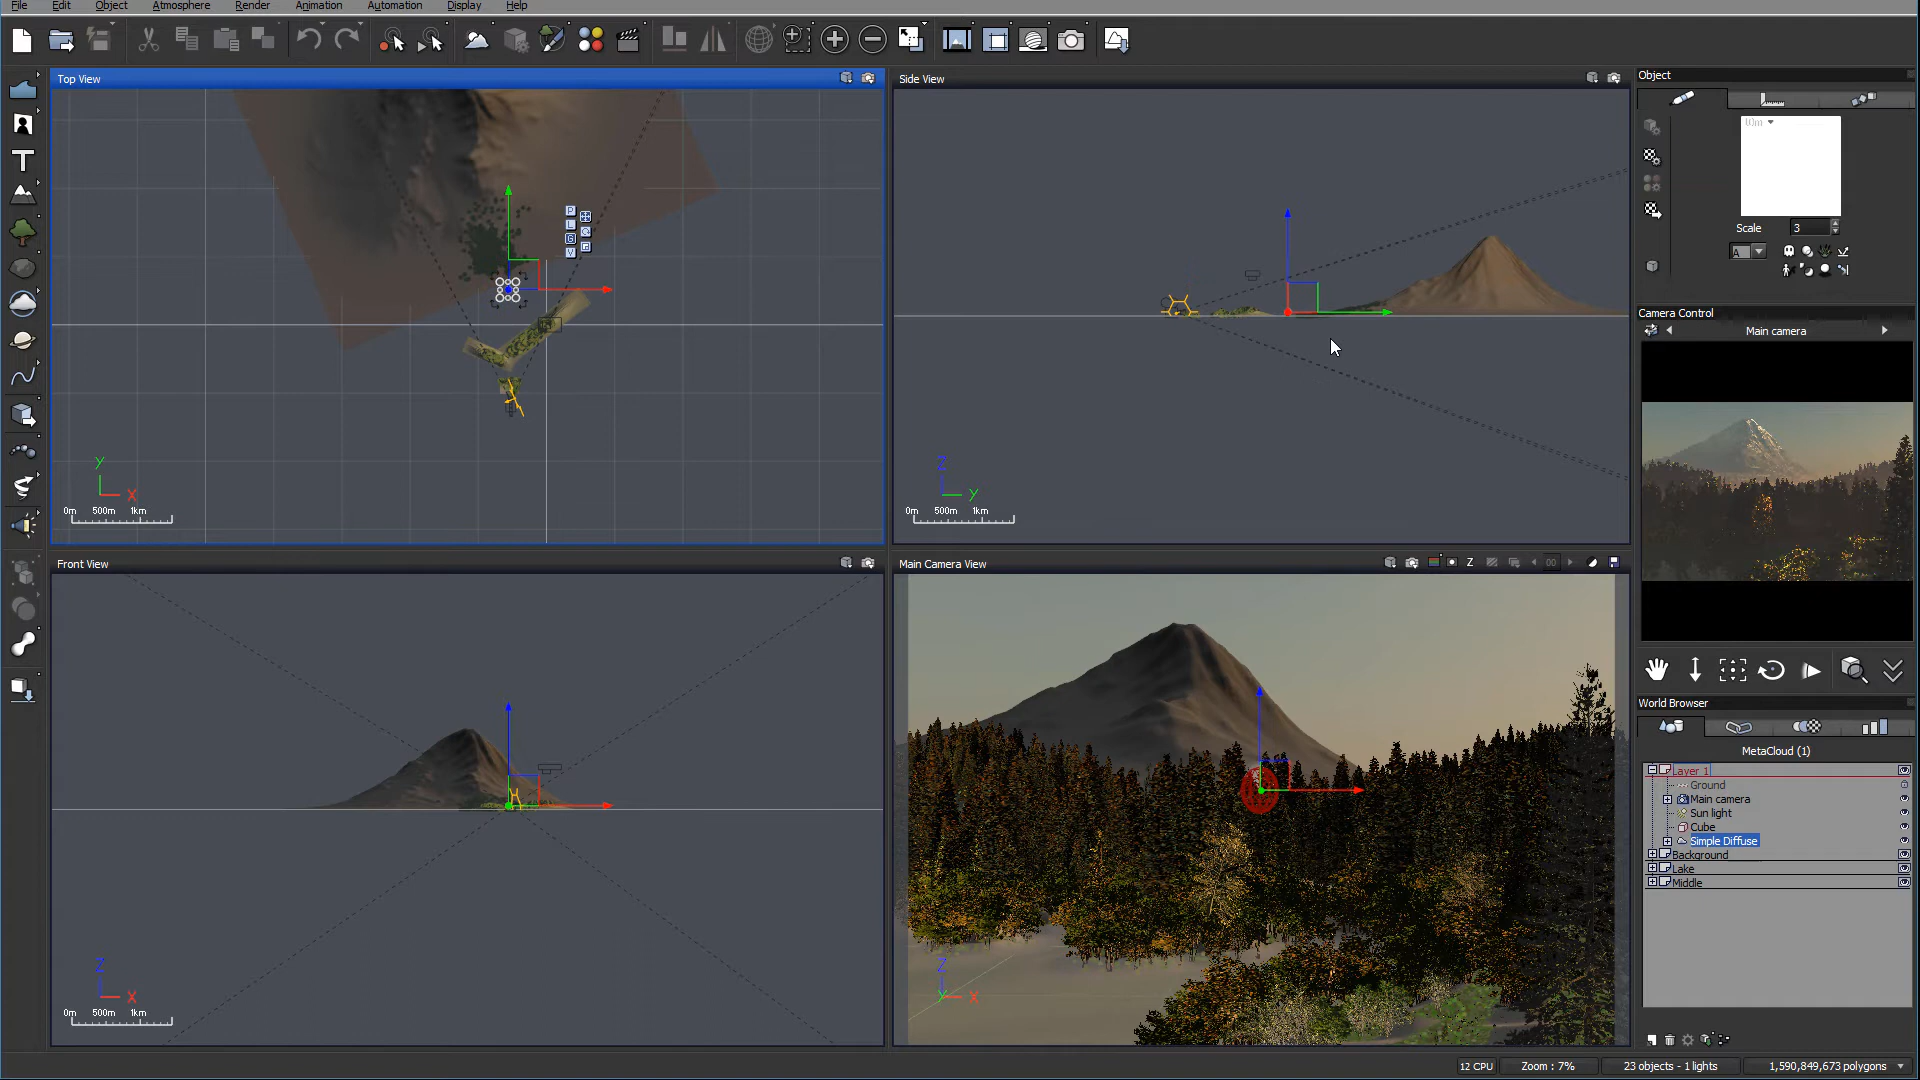 File Edit Object Atmosphere Render Animation Automation Display Help
Top View
Side View
Object
P
L
G
V
Scale 3
A
Camera Control
Main camera
Y
X
0m 500m 1km
Z
Y
0m 500m 1km
Front View
Main Camera View
Z
00
World Browser
MetaCloud (1)
Layer 1
Ground
Main camera
Sun light
Cube
Simple Diffuse
Background
Lake
Middle
Z
X
0m 500m 1km
Z
Y
X
12 CPU
Zoom : 7%
23 objects - 1 lights
1,590,849,673 polygons